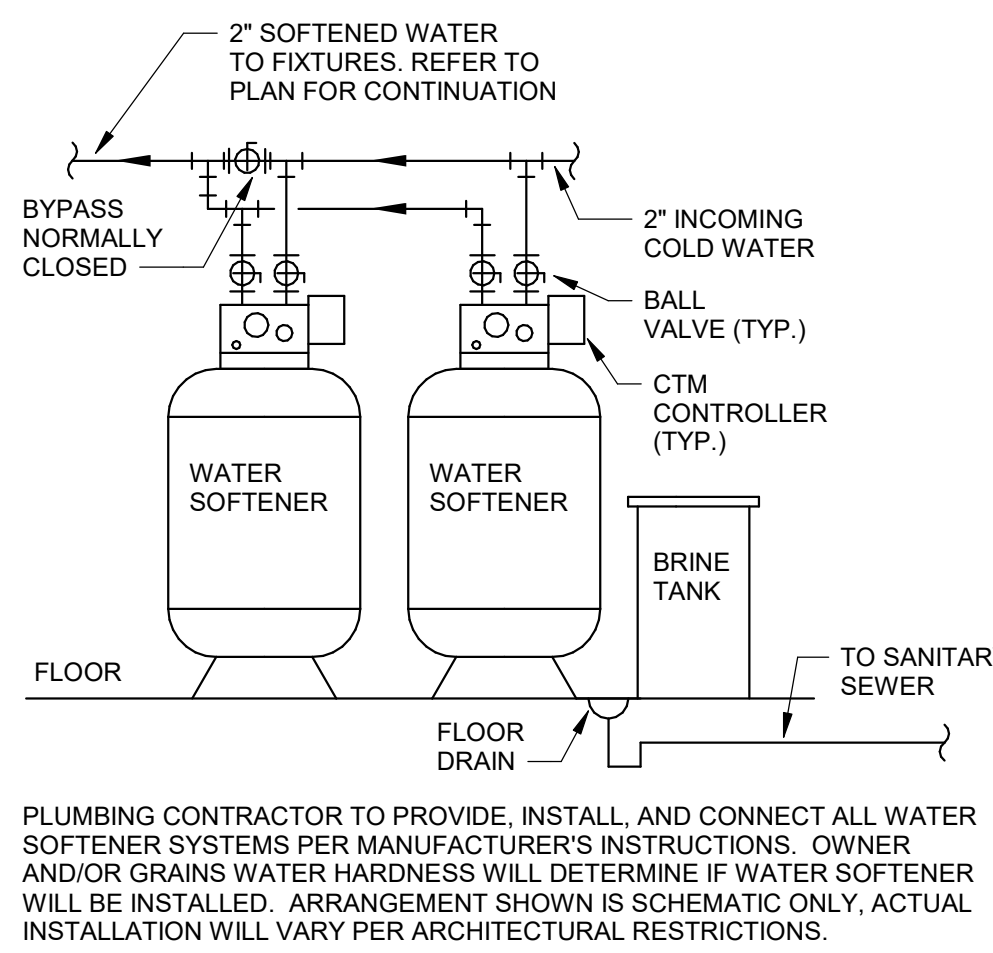 2" SOFTENED WATER
TO FIXTURES. REFER TO
PLAN FOR CONTINUATION
BYPASS
NORMALLY
CLOSED
2" INCOMING
COLD WATER
BALL
VALVE (TYP.)
CTM
CONTROLLER
(TYP.)
WATER
SOFTENER
WATER
SOFTENER
BRINE
TANK
FLOOR
TO SANITAR
SEWER
FLOOR
DRAIN
PLUMBING CONTRACTOR TO PROVIDE, INSTALL, AND CONNECT ALL WATER
SOFTENER SYSTEMS PER MANUFACTURER'S INSTRUCTIONS.  OWNER
AND/OR GRAINS WATER HARDNESS WILL DETERMINE IF WATER SOFTENER
WILL BE INSTALLED.  ARRANGEMENT SHOWN IS SCHEMATIC ONLY, ACTUAL
INSTALLATION WILL VARY PER ARCHITECTURAL RESTRICTIONS.